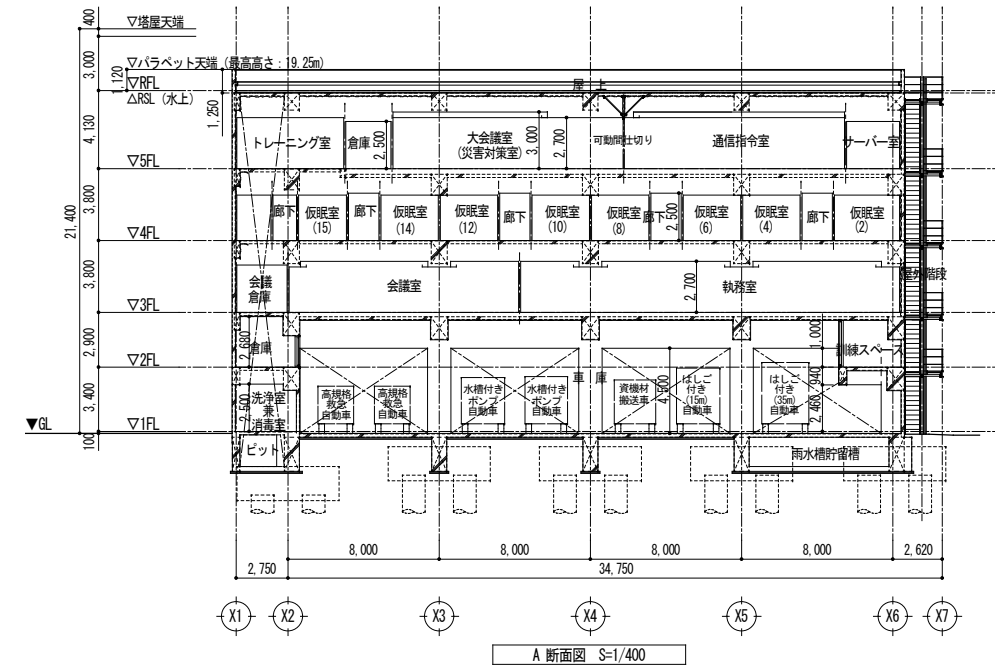 400
▽塔屋天端
3,000
▽パラペット天端 (最高高さ：19.25m)
1,120
▽RFL
屋上
△RSL (水上)
1,250
4,130
トレーニング室
倉庫
2,500
大会議室
(災害対策室)
3,000
2,700
可動間仕切り
通信指令室
サーバー室
▽5FL
3,800
21,400
廊下
仮眠室
(15)
廊下
仮眠室
(14)
仮眠室
(12)
廊下
仮眠室
(10)
仮眠室
(8)
廊下
2,500
仮眠室
(6)
仮眠室
(4)
廊下
仮眠室
(2)
▽4FL
3,800
会議
倉庫
会議室
2,700
執務室
屋外階段
▽3FL
2,900
2,680
倉庫
1,000
訓練スペース
▽2FL
3,400
2,500
洗浄室
兼
消毒室
車庫
高規格
救急
自動車
高規格
救急
自動車
水槽付き
ポンプ
自動車
水槽付き
ポンプ
自動車
資機材
搬送車
4,500
はしご
付き
(15m)
自動車
はしご
付き
(35m)
自動車
940
2,460
▼GL
▽1FL
100
ピット
雨水槽貯留槽
8,000
8,000
8,000
8,000
2,620
2,750
34,750
X1
X2
X3
X4
X5
X6
X7
A 断面図 S=1/400